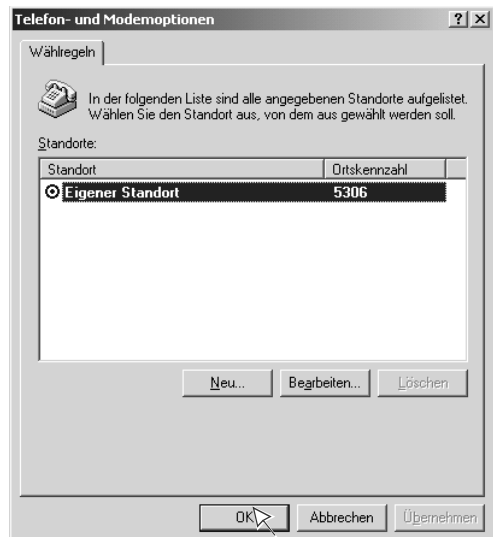 Telefon- und Modemoptionen
Wählregeln
In der folgenden Liste sind alle angegebenen Standorte aufgelistet.
Wählen Sie den Standort aus, von dem aus gewählt werden soll.
Standorte:
Standort Ortskennzahl
Eigener Standort 5306
Neu... Bearbeiten... Löschen
OK Abbrechen Übernehmen